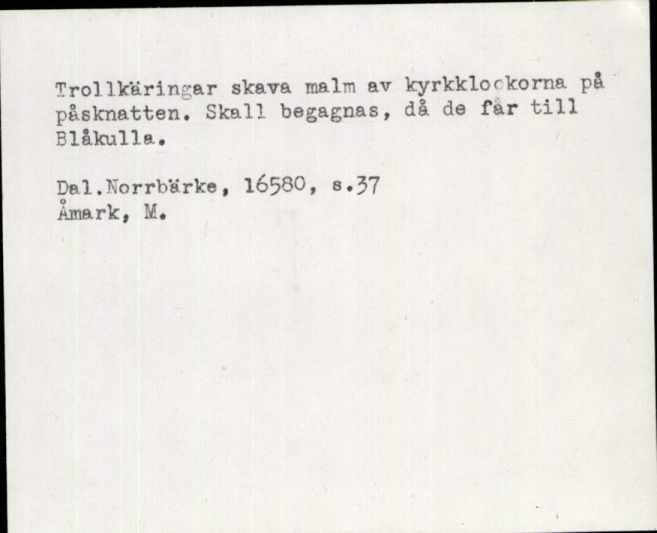 Trollkäringar skava malm av kyrkklockorna på
påsknatten. Skall begagnas, då de får till
Blåkulla.
Dal.Norrbärke, 16580, s.37
Åmark, M.